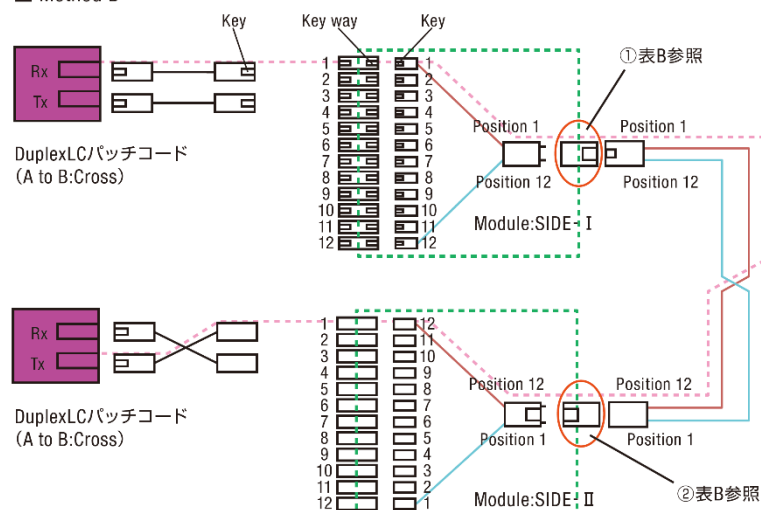 Key
Key way
Key
①表B参照
Rx
Tx
DuplexLCパッチコード
(A to B:Cross)
1
2
3
4
5
6
7
8
9
10
11
12
1
2
3
4
5
6
7
8
9
10
11
12
Position 1
Position 12
Position 1
Position 12
Module:SIDE-Ⅰ
Rx
Tx
DuplexLCパッチコード
(A to B:Cross)
1
2
3
4
5
6
7
8
9
10
11
12
12
11
10
9
8
7
6
5
4
3
2
1
Position 12
Position 1
Position 12
Position 1
Module:SIDE-Ⅱ
②表B参照